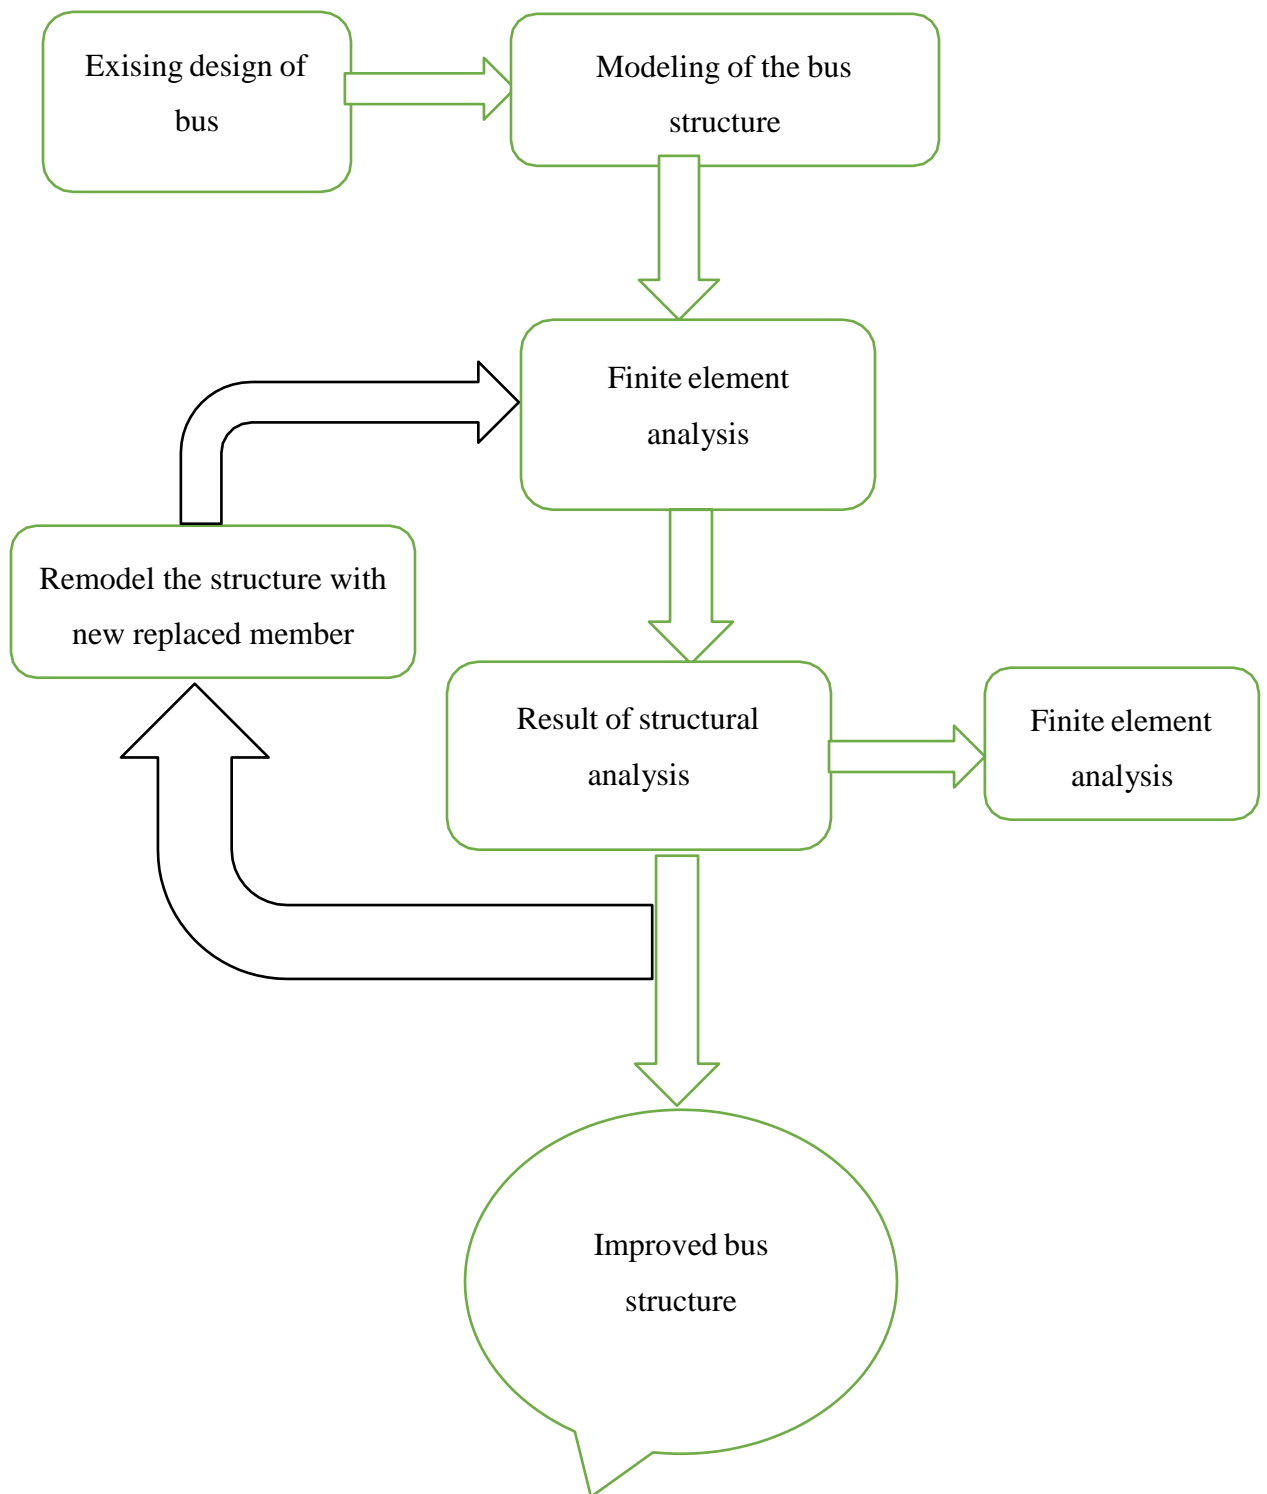 Exising design of
bus
Modeling of the bus
structure
Finite element
analysis
Remodel the structure with
new replaced member
Result of structural
analysis
Finite element
analysis
Improved bus
structure